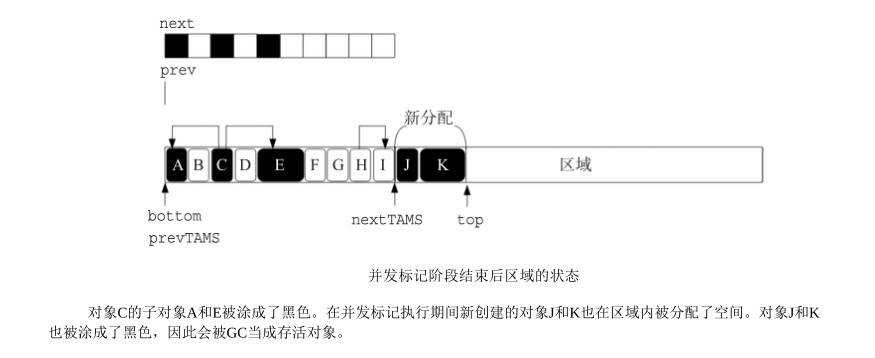 next
prev
新分配
A B C D E F G H I J K 区域
bottom nextTAMS top
prevTAMS
并发标记阶段结束后区域的状态
对象C的子对象A和E被涂成了黑色。在并发标记执行期间新创建的对象J和K也在区域内被分配了空间。对象J和K
也被涂成了黑色，因此会被GC当成存活对象。